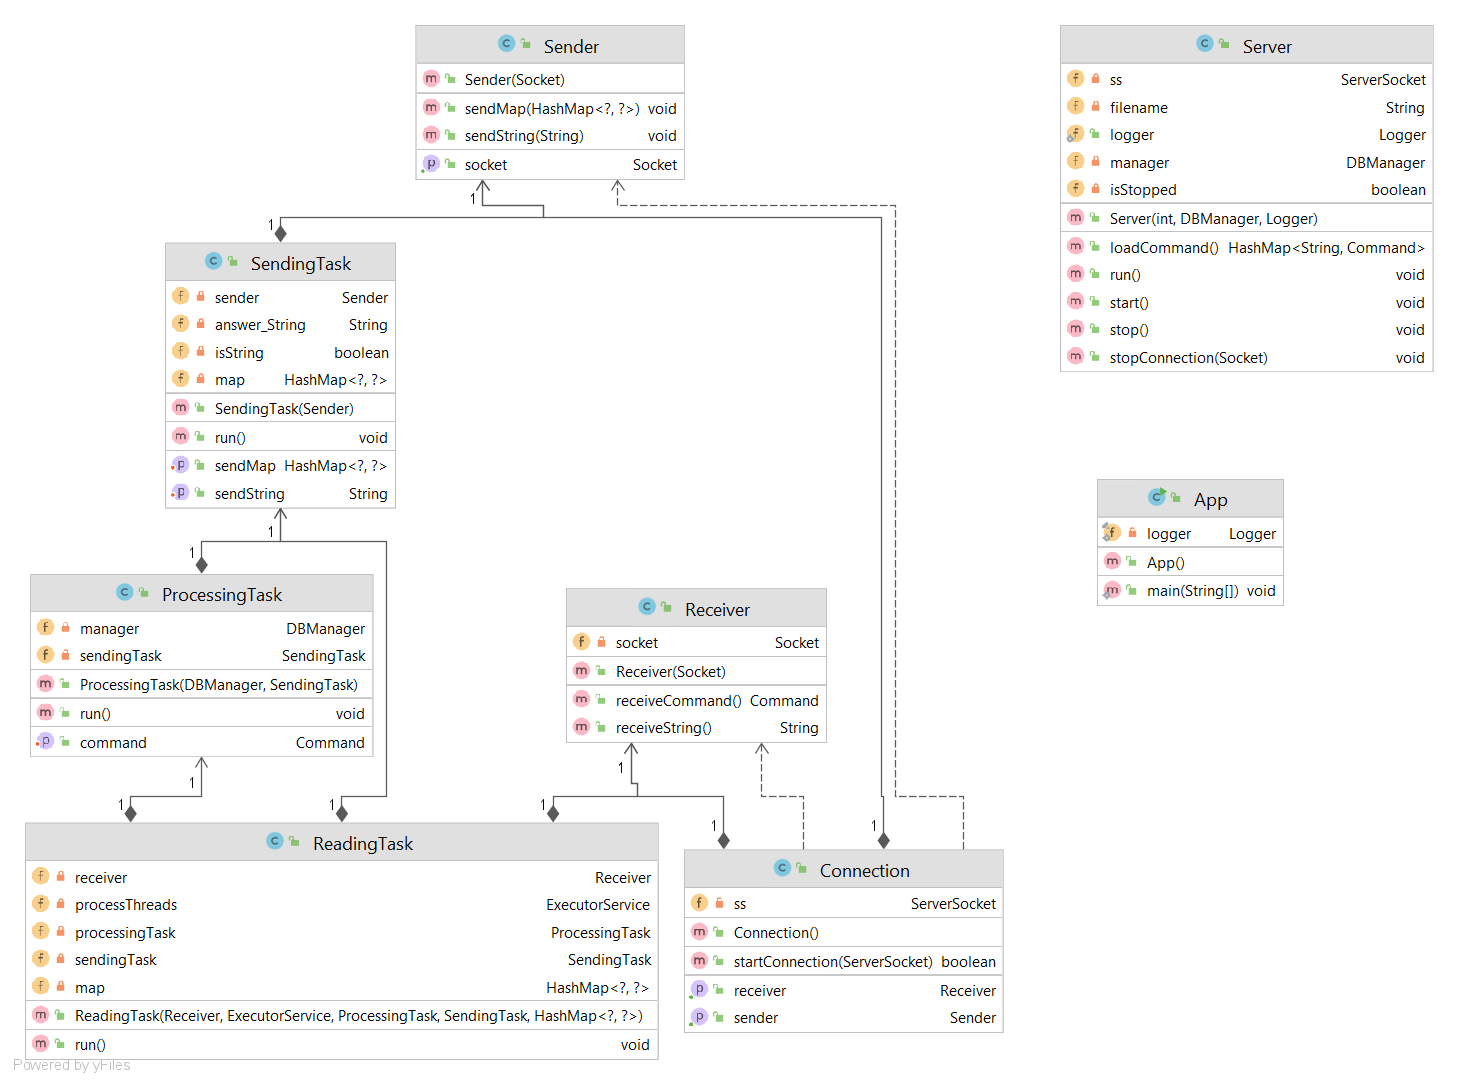 Sender
Sender(Socket)
sendMap(HashMap<?, ?>) void
sendString(String) void
socket Socket
1
1
SendingTask
sender Sender
answer_String String
isString boolean
map HashMap<?, ?>
SendingTask(Sender)
run() void
sendMap HashMap<?, ?>
sendString String
1
1
ProcessingTask
manager DBManager
sendingTask SendingTask
ProcessingTask(DBManager, SendingTask)
run() void
command Command
1
1
1
ReadingTask
receiver Receiver
processThreads ExecutorService
processingTask ProcessingTask
sendingTask SendingTask
map HashMap<?, ?>
ReadingTask(Receiver, ExecutorService, ProcessingTask, SendingTask, HashMap<?, ?>)
run() void
Receiver
socket Socket
Receiver(Socket)
receiveCommand() Command
receiveString() String
1
1
1
1
Connection
ss ServerSocket
Connection()
startConnection(ServerSocket) boolean
receiver Receiver
sender Sender
Server
ss ServerSocket
filename String
logger Logger
manager DBManager
isStopped boolean
Server(int, DBManager, Logger)
loadCommand() HashMap<String, Command>
run() void
start() void
stop() void
stopConnection(Socket) void
App
logger Logger
App()
main(String[]) void
Powered by yFiles